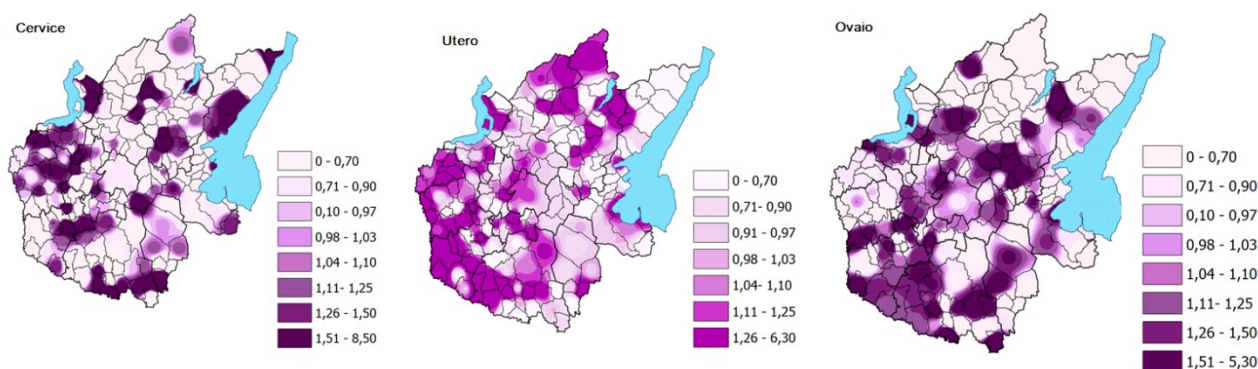 Cervice
0 - 0,70
0,71 - 0,90
0,10 - 0,97
0,98 - 1,03
1,04 - 1,10
1,11 - 1,25
1,26 - 1,50
1,51 - 8,50
Utero
0 - 0,70
0,71- 0,90
0,91 - 0,97
0,98 - 1,03
1,04- 1,10
1,11 - 1,25
1,26 - 6,30
Ovaio
0 - 0,70
0,71 - 0,90
0,10 - 0,97
0,98 - 1,03
1,04 - 1,10
1,11- 1,25
1,26 - 1,50
1,51 - 5,30